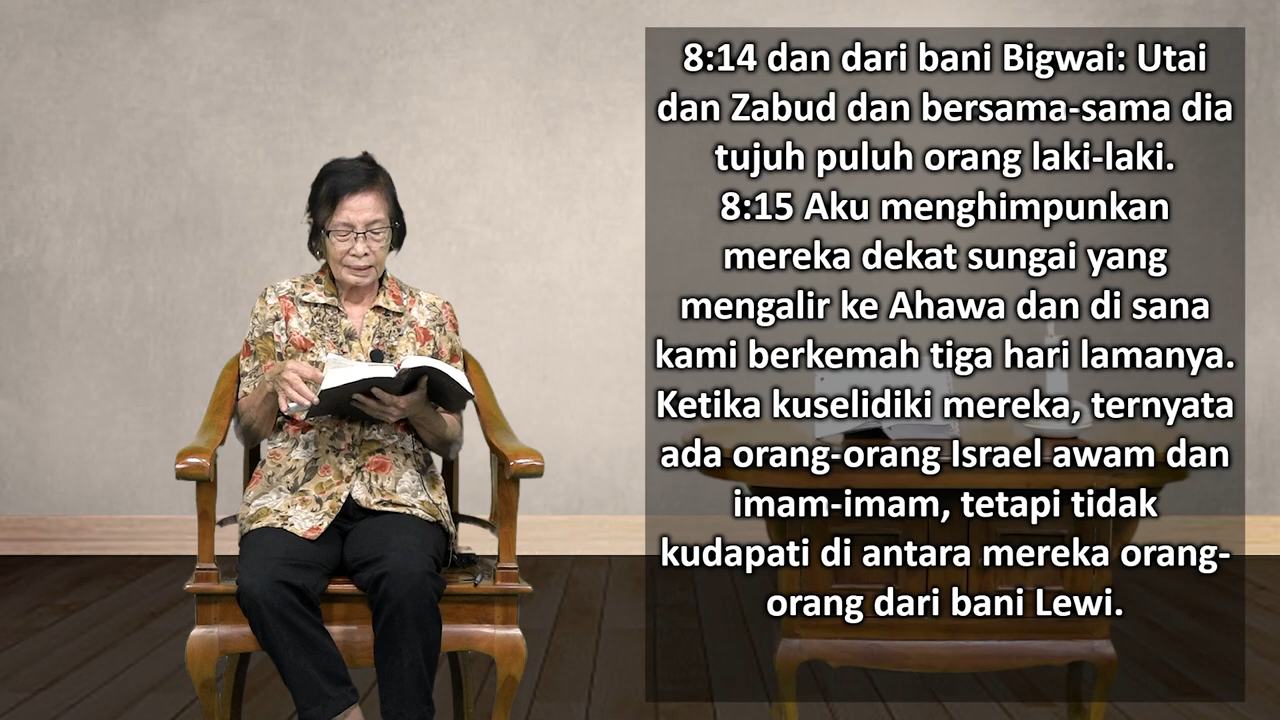 8:14 dan dari bani Bigwai: Utai
dan Zabud dan bersama-sama dia
tujuh puluh orang laki-laki.
8:15 Aku menghimpunkan
mereka dekat sungai yang
mengalir ke Ahawa dan di sana
kami berkemah tiga hari lamanya.
Ketika kuselidiki mereka, ternyata
ada orang-orang Israel awam dan
imam-imam, tetapi tidak
kudapati di antara mereka orang-
orang dari bani Lewi.